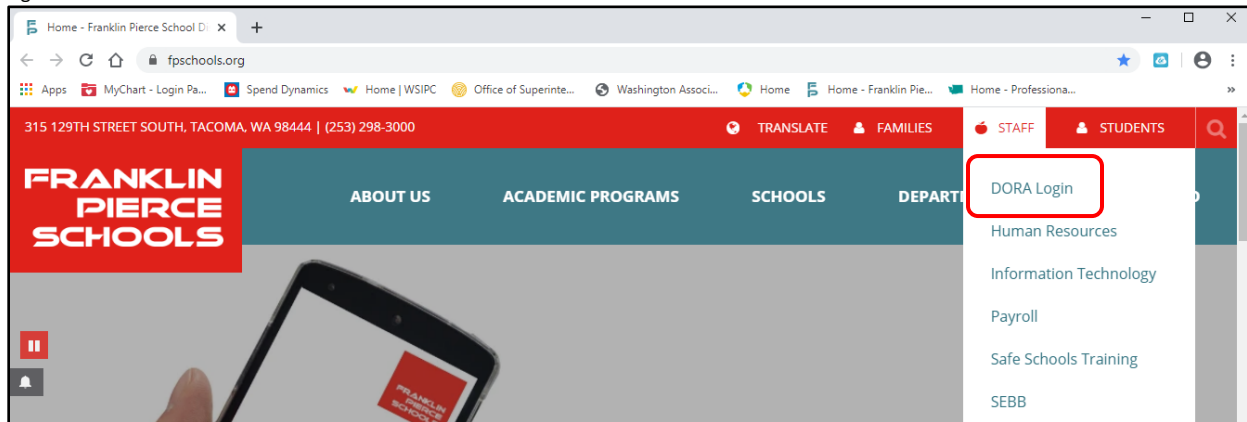 Home - Franklin Pierce School Di
fpschools.org
Apps MyChart - Login Pa... Spend Dynamics Home | WSIPC Office of Superinte... Washington Associ... Home Home - Franklin Pie... Home - Professiona... »
315 129TH STREET SOUTH, TACOMA, WA 98444 | (253) 298-3000 TRANSLATE FAMILIES STAFF STUDENTS
FRANKLIN
PIERCE
SCHOOLS
ABOUT US ACADEMIC PROGRAMS SCHOOLS DEPART
DORA Login
Human Resources
Information Technology
Payroll
Safe Schools Training
SEBB
FRANKLIN
PIERCE
SCHOOLS